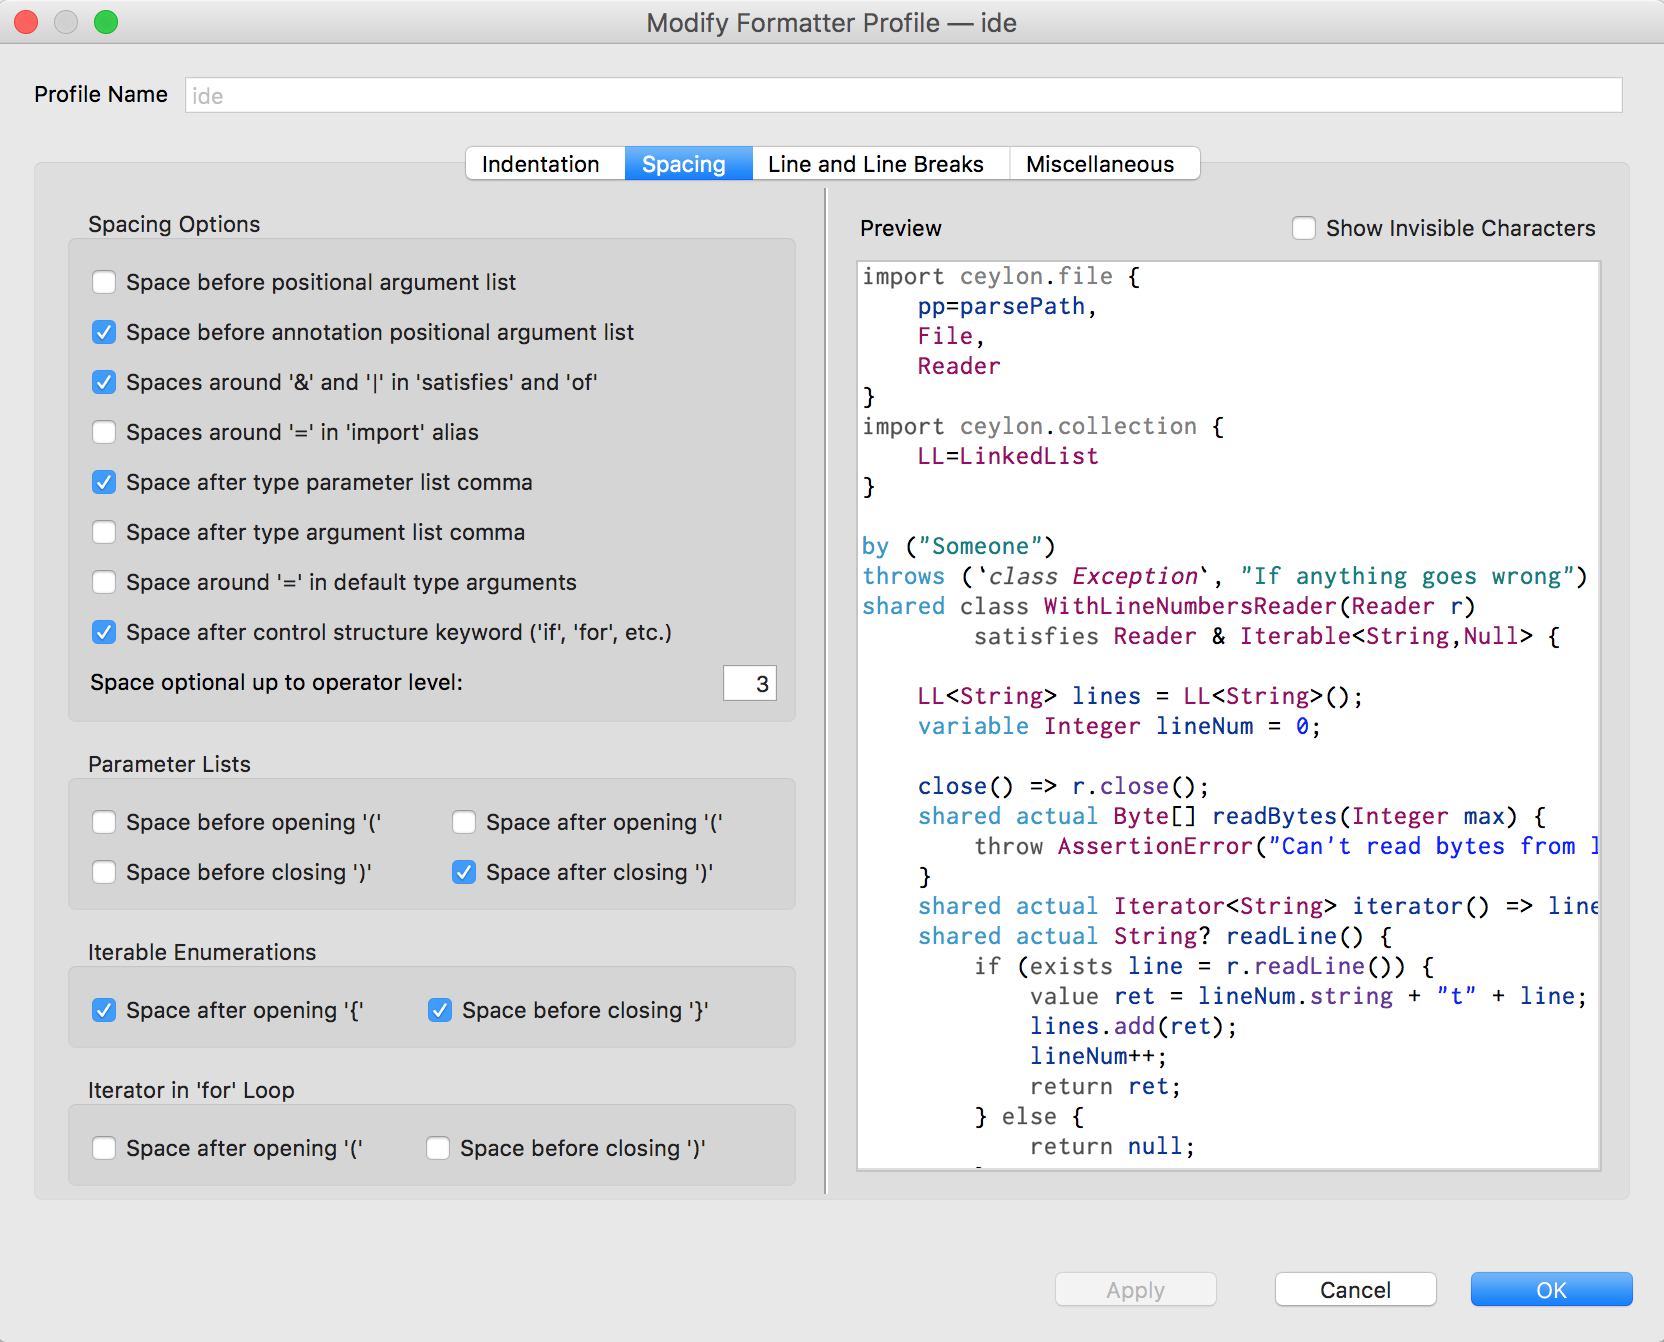 Modify Formatter Profile — ide
Profile Name ide
Indentation Spacing Line and Line Breaks Miscellaneous
Spacing Options
Space before positional argument list
Space before annotation positional argument list
Spaces around '&' and '|' in 'satisfies' and 'of'
Spaces around '=' in 'import' alias
Space after type parameter list comma
Space after type argument list comma
Space around '=' in default type arguments
Space after control structure keyword ('if', 'for', etc.)
Space optional up to operator level: 3
Parameter Lists
Space before opening '(' Space after opening '('
Space before closing ')' Space after closing ')'
Iterable Enumerations
Space after opening '{' Space before closing '}'
Iterator in 'for' Loop
Space after opening '(' Space before closing ')'
Preview Show Invisible Characters
import ceylon.file {
    pp=parsePath,
    File,
    Reader
}
import ceylon.collection {
    LL=LinkedList
}
by ("Someone")
throws (`class Exception`, "If anything goes wrong")
shared class WithLineNumbersReader(Reader r)
        satisfies Reader & Iterable<String,Null> {
    LL<String> lines = LL<String>();
    variable Integer lineNum = 0;
    close() => r.close();
    shared actual Byte[] readBytes(Integer max) {
        throw AssertionError("Can't read bytes from l
    }
    shared actual Iterator<String> iterator() => line
    shared actual String? readLine() {
        if (exists line = r.readLine()) {
            value ret = lineNum.string + "t" + line;
            lines.add(ret);
            lineNum++;
            return ret;
        } else {
            return null;
Apply Cancel OK